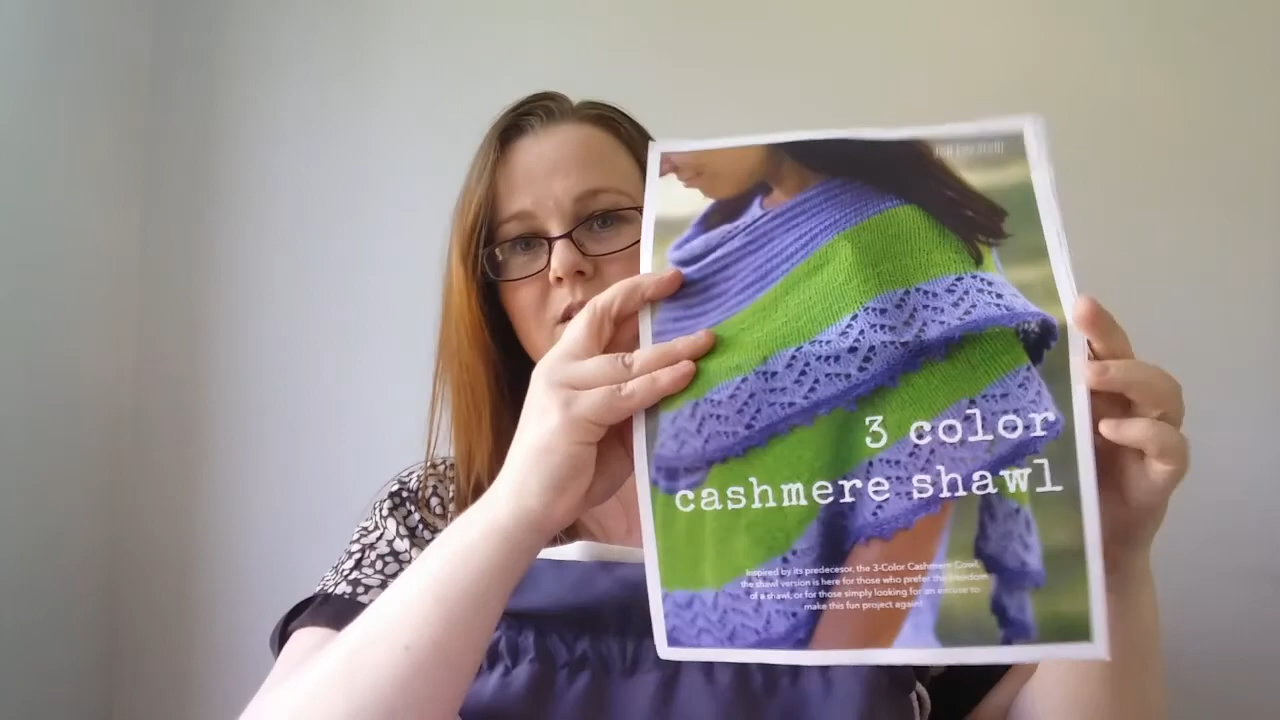 3 color
cashmere shawl
Inspired by its predecesor, the 3-Color Cashmere Cowl,
the shawl version is here for those who prefer the freedom
of a shawl, or for those simply looking for an excuse to
make this fun project again!